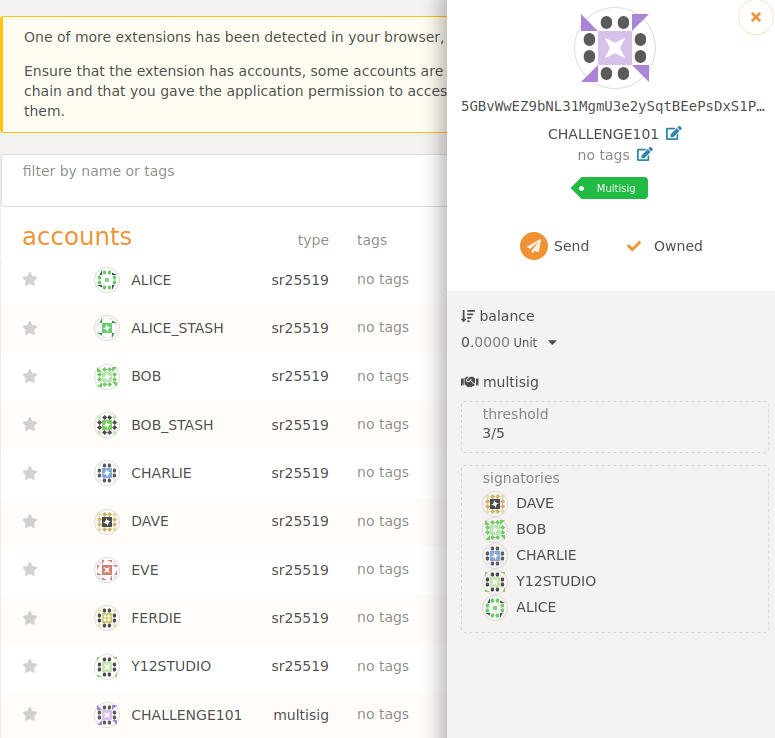 One of more extensions has been detected in your browser,
Ensure that the extension has accounts, some accounts are
chain and that you gave the application permission to acces
them.
filter by name or tags
accounts type tags
ALICE sr25519 no tags
ALICE_STASH sr25519 no tags
BOB sr25519 no tags
BOB_STASH sr25519 no tags
CHARLIE sr25519 no tags
DAVE sr25519 no tags
EVE sr25519 no tags
FERDIE sr25519 no tags
Y12STUDIO sr25519 no tags
CHALLENGE101 multisig no tags
5GBvWwEZ9bNL31MgmU3e2ySqtBEePsDxS1P…
CHALLENGE101
no tags
Multisig
Send Owned
balance
0.0000 Unit
multisig
threshold
3/5
signatories
DAVE
BOB
CHARLIE
Y12STUDIO
ALICE